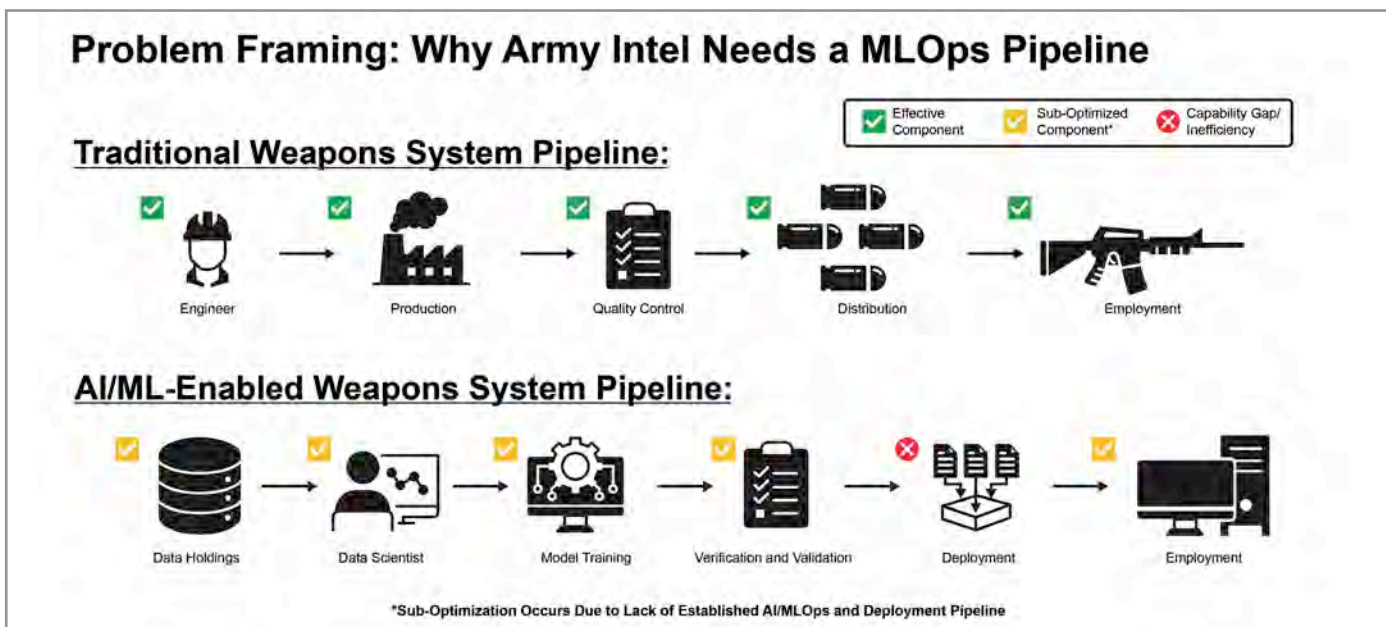 Problem Framing: Why Army Intel Needs a MLOps Pipeline
Effective
Component
Sub-Optimized
Component*
Capability Gap/
Inefficiency
Traditional Weapons System Pipeline:
Engineer
Production
Quality Control
Distribution
Employment
AI/ML-Enabled Weapons System Pipeline:
Data Holdings
Data Scientist
Model Training
Verification and Validation
Deployment
Employment
*Sub-Optimization Occurs Due to Lack of Established AI/MLOps and Deployment Pipeline